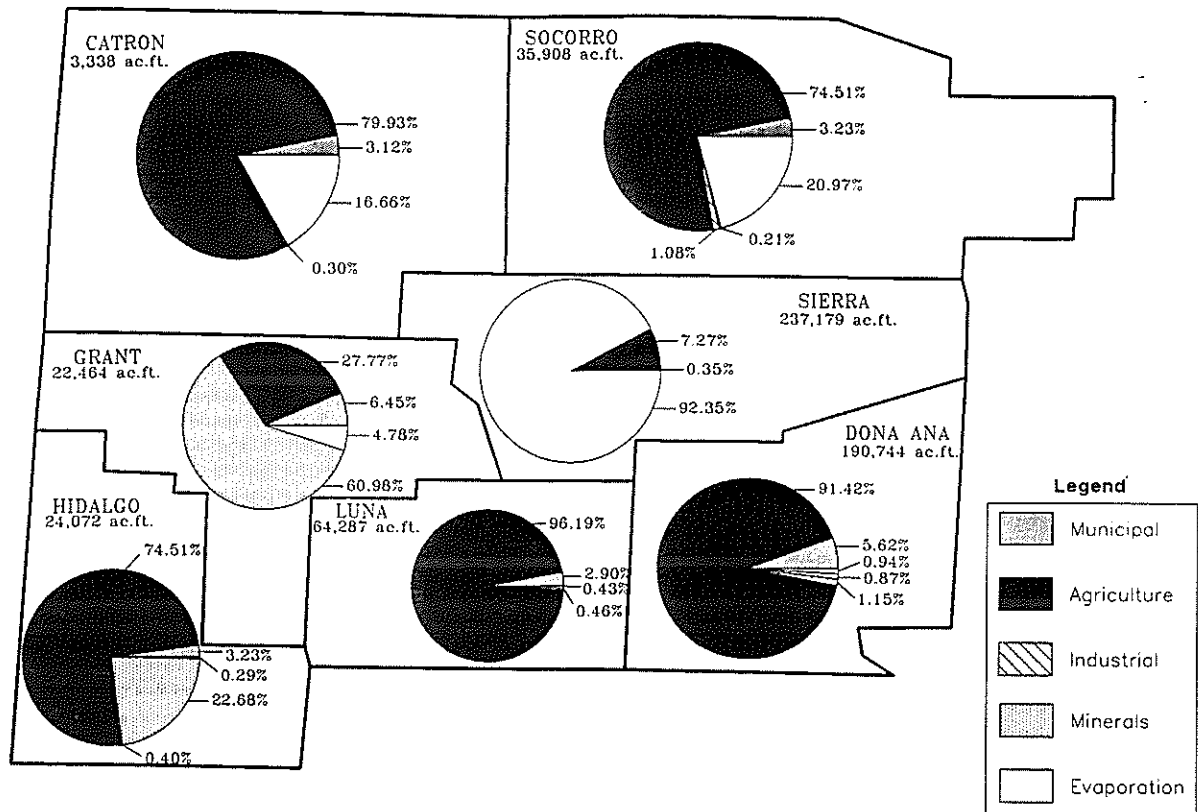 CATRON
3,338 ac.ft.
79.93%
3.12%
16.66%
0.30%
SOCORRO
35,908 ac.ft.
74.51%
3.23%
20.97%
0.21%
1.08%
SIERRA
237,179 ac.ft.
7.27%
0.35%
92.35%
GRANT
22,464 ac.ft.
27.77%
6.45%
4.78%
60.98%
DONA ANA
190,744 ac.ft.
91.42%
5.62%
0.94%
0.87%
1.15%
HIDALGO
24,072 ac.ft.
74.51%
3.23%
0.29%
22.68%
0.40%
LUNA
64,287 ac.ft.
96.19%
2.90%
0.43%
0.46%
Legend
Municipal
Agriculture
Industrial
Minerals
Evaporation